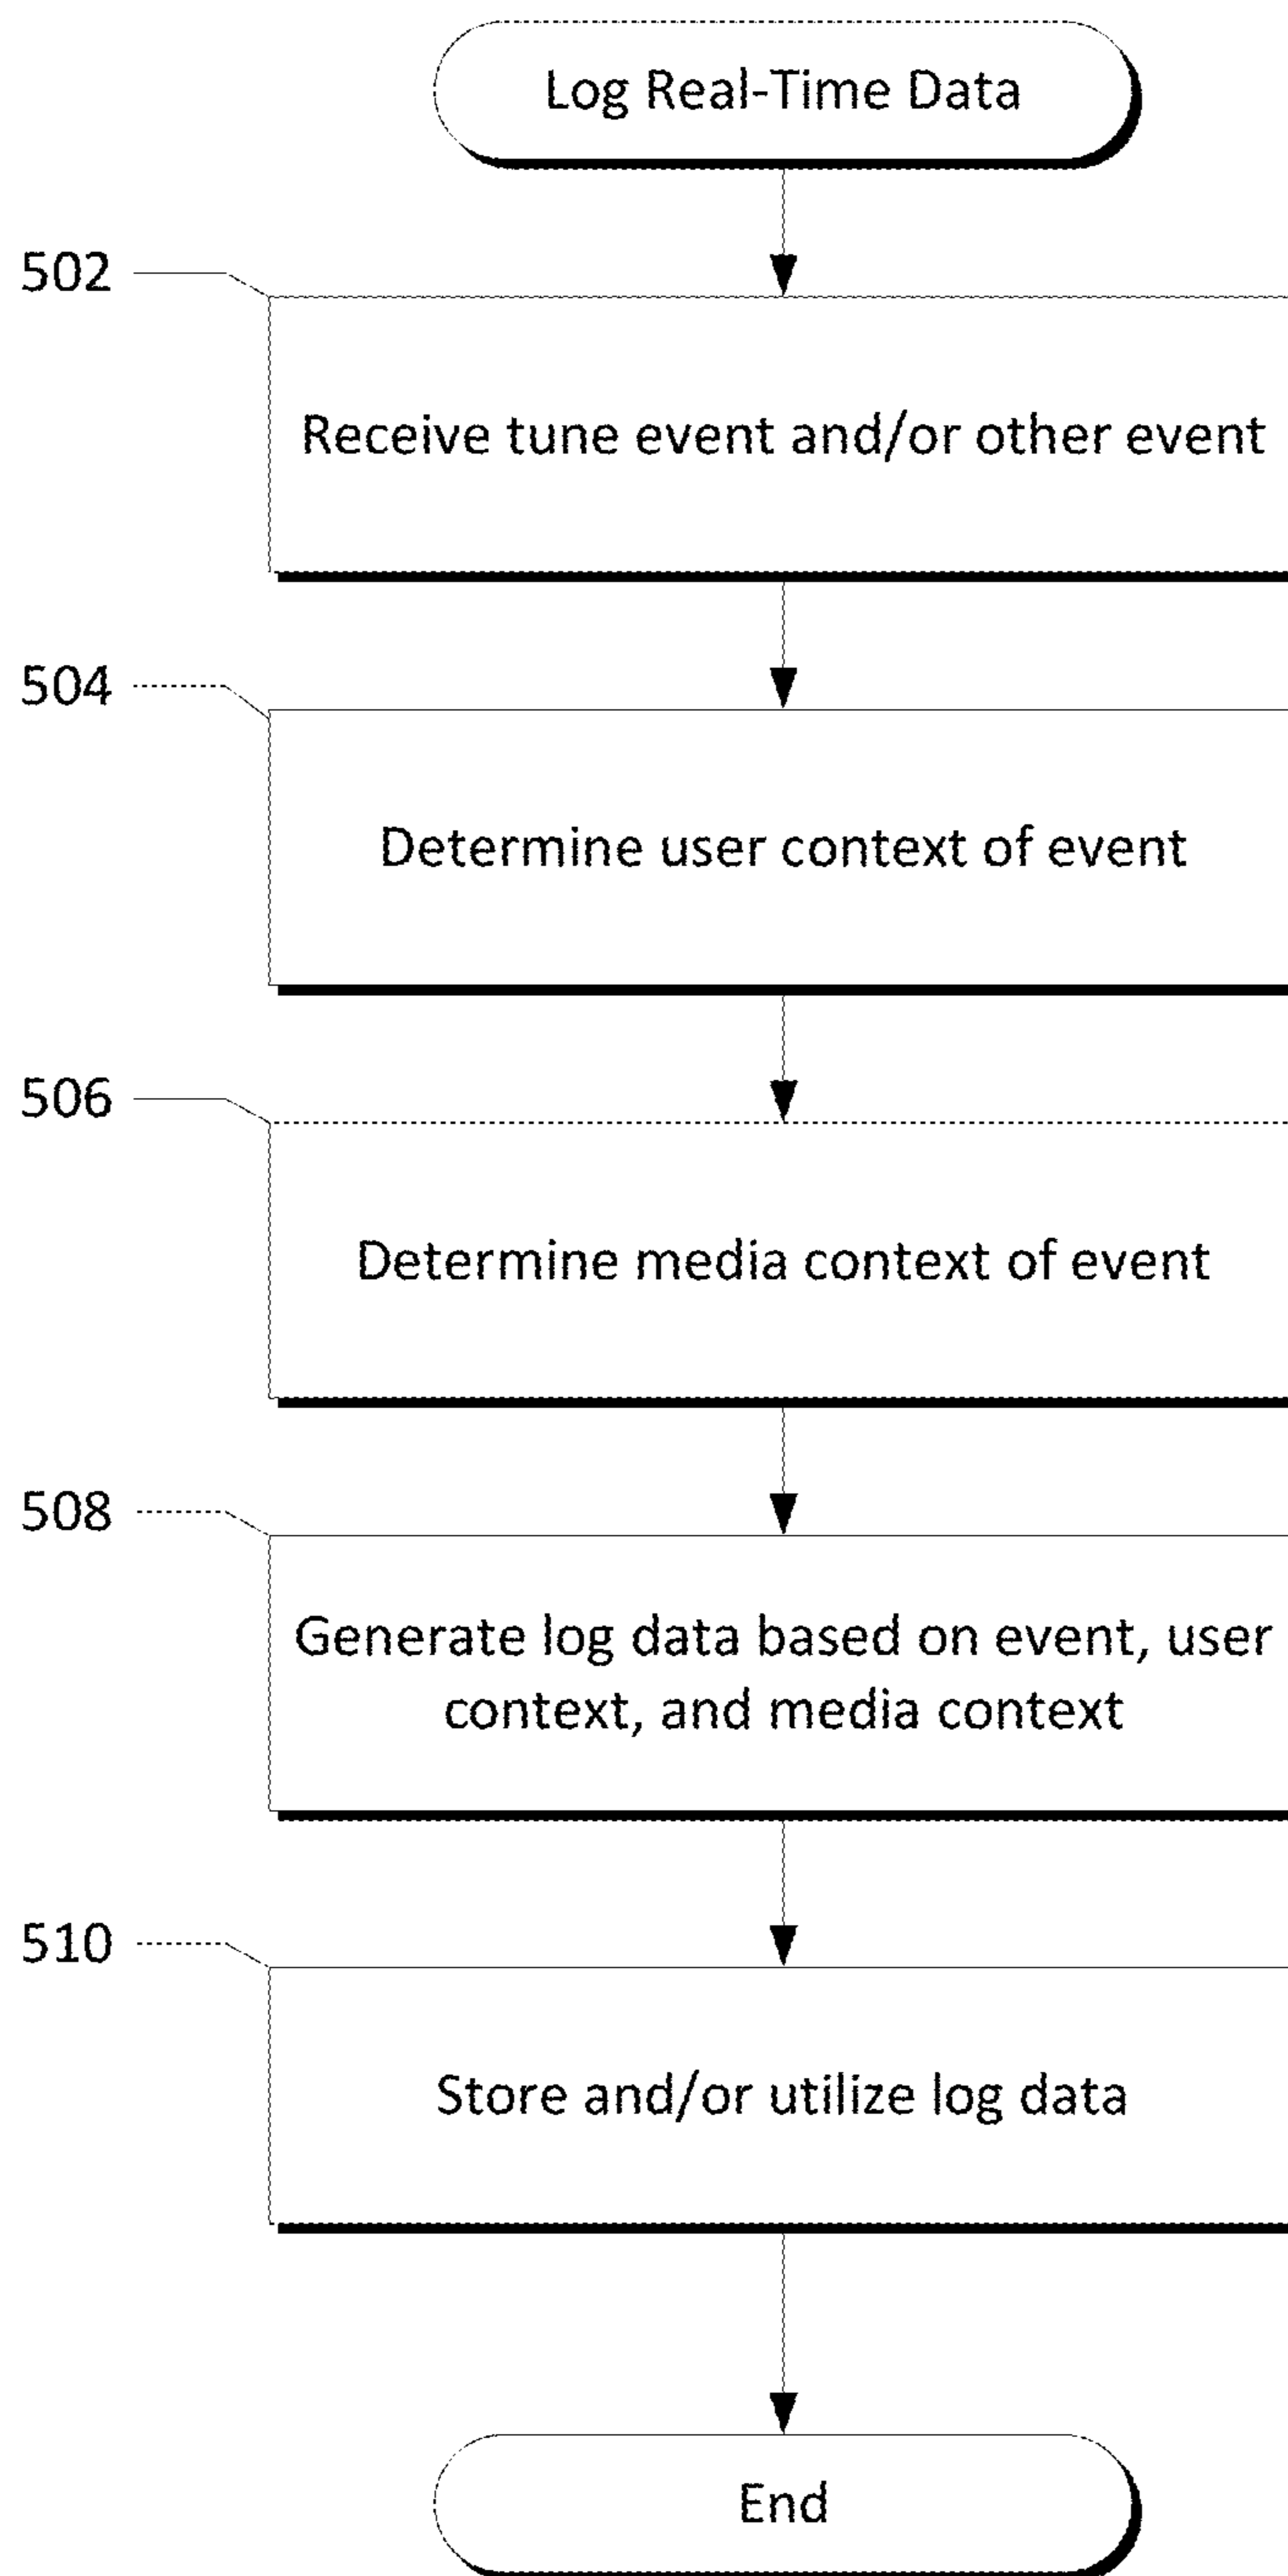 Log Real-Time Data
502
Receive tune event and/or other event
504
Determine user context of event
506
Determine media context of event
508
Generate log data based on event, user
context, and media context
510
Store and/or utilize log data
End